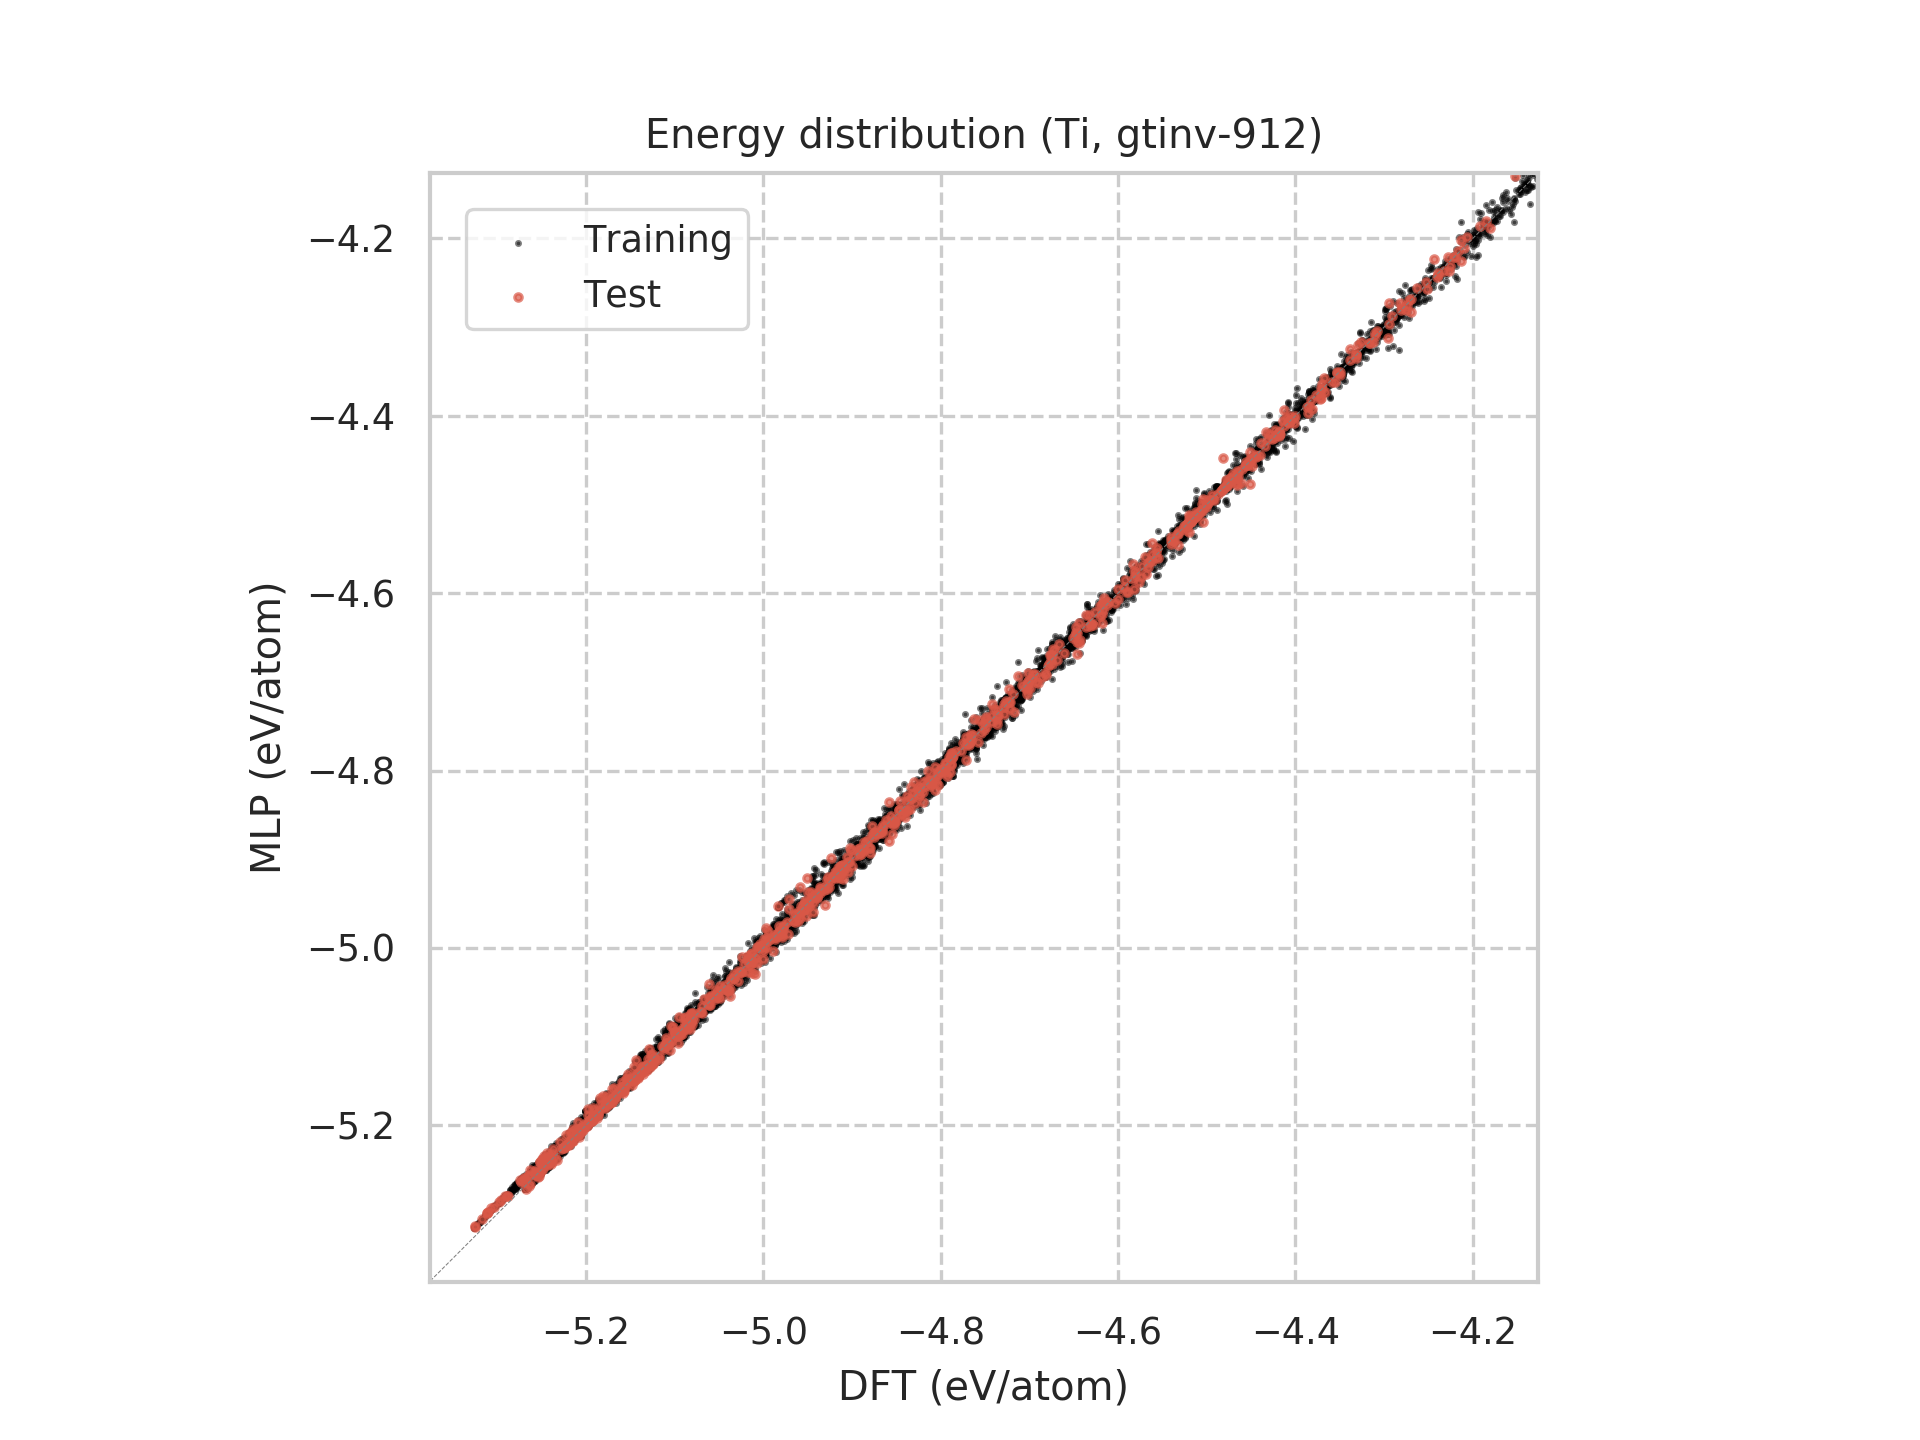 Energy distribution (Ti, gtinv-912)
Training
Test
−4.2
−4.4
−4.6
−4.8
−5.0
−5.2
MLP (eV/atom)
−5.2 −5.0 −4.8 −4.6 −4.4 −4.2
DFT (eV/atom)